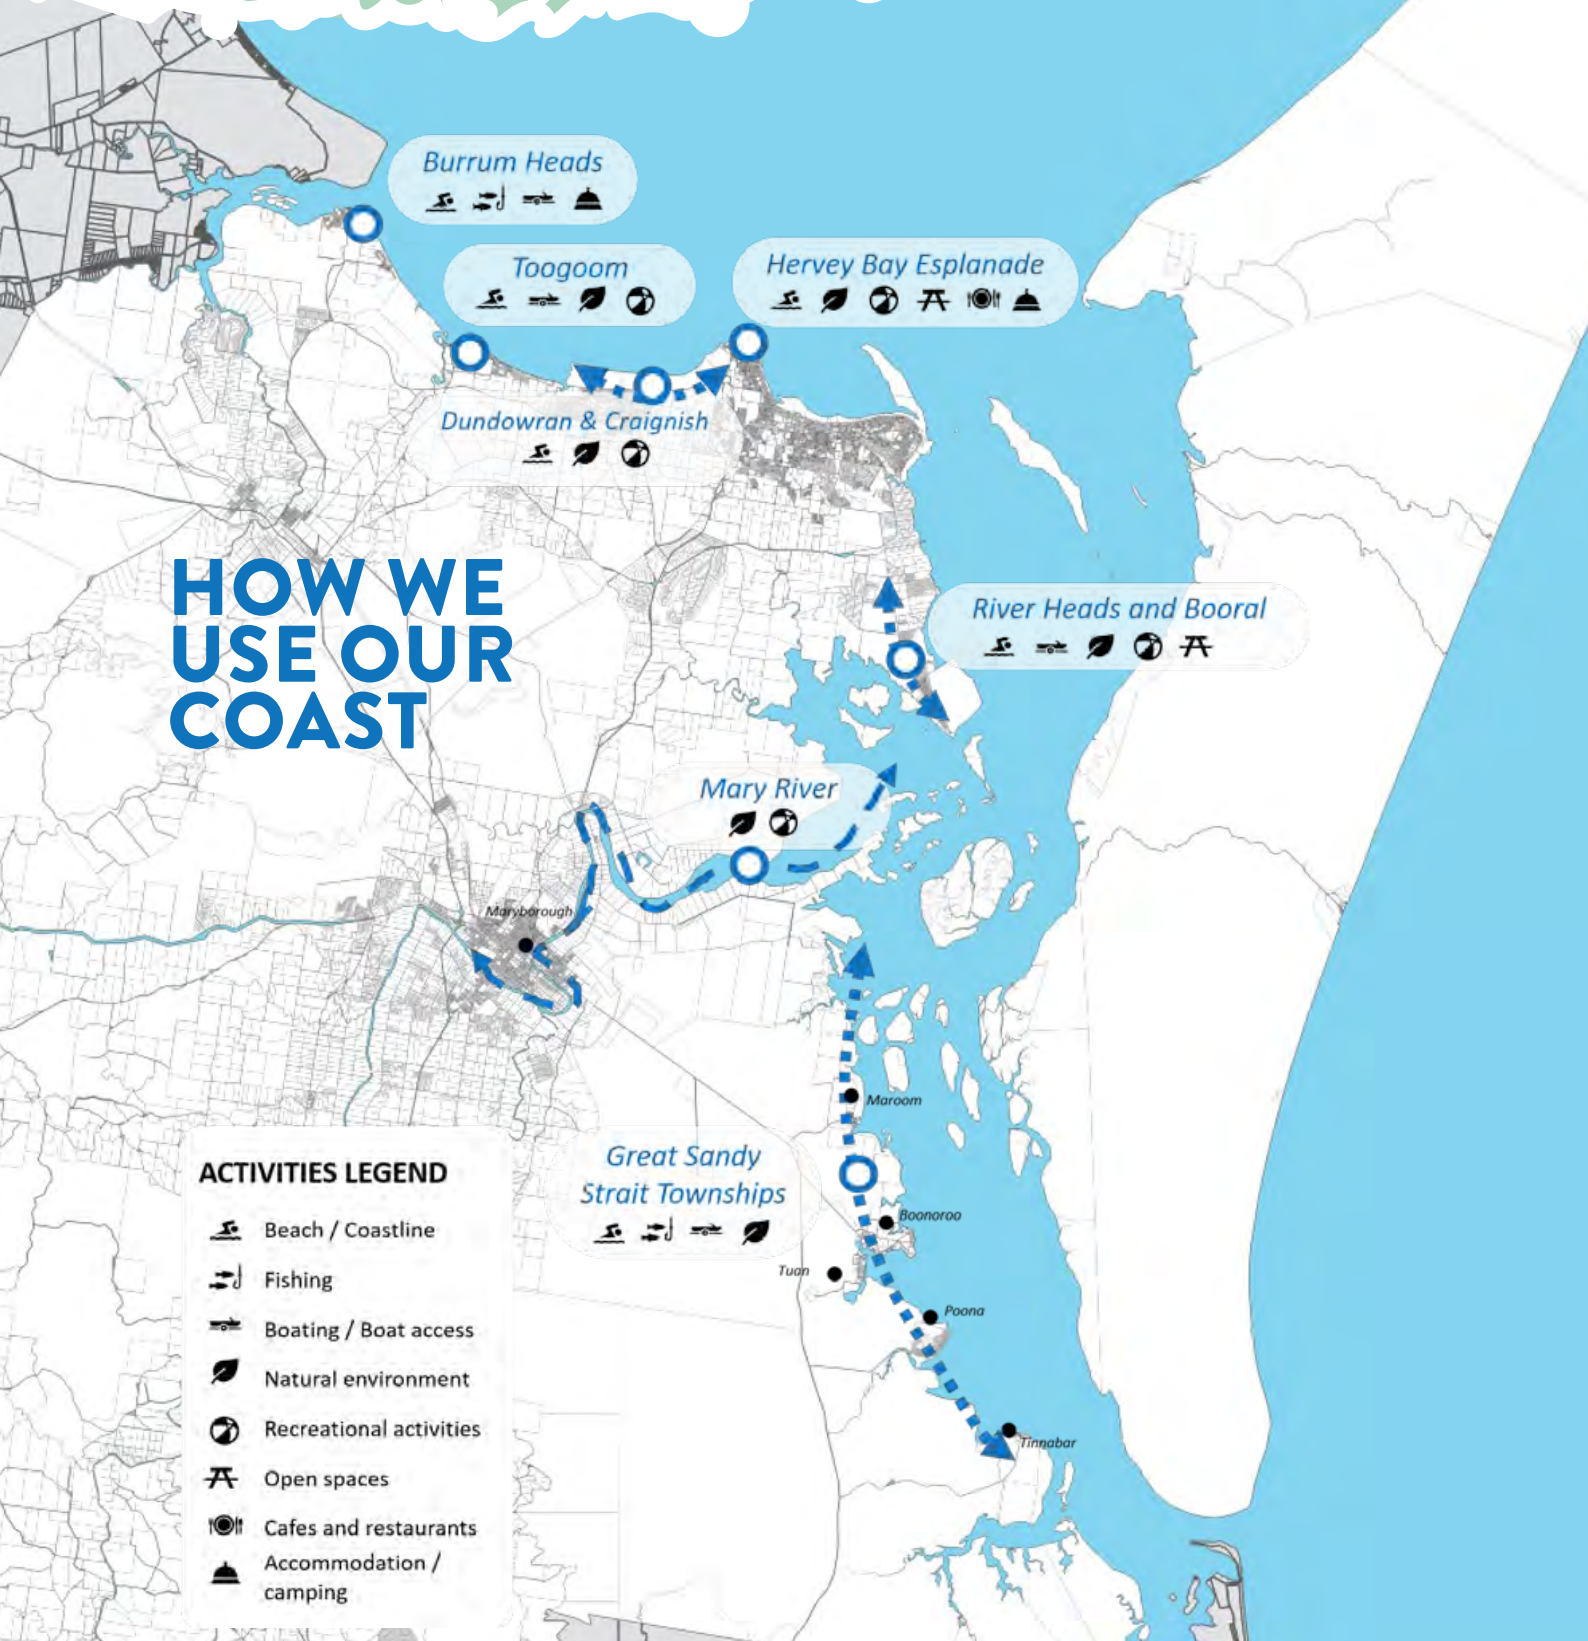 Burrum Heads
Toogoom
Hervey Bay Esplanade
Dundowran & Craignish
HOW WE
USE OUR
COAST
River Heads and Booral
Mary River
Maryborough
Maroom
Great Sandy
Strait Townships
Boonoroo
Tuan
Poona
Tinnabar
ACTIVITIES LEGEND
Beach / Coastline
Fishing
Boating / Boat access
Natural environment
Recreational activities
Open spaces
Cafes and restaurants
Accommodation /
camping